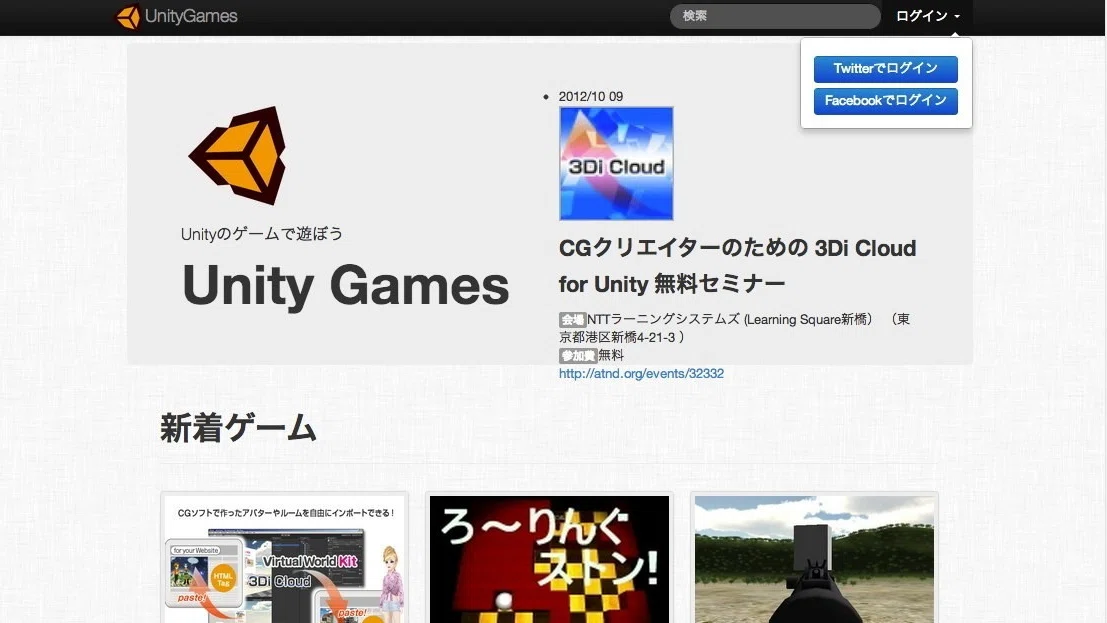 UnityGames
検索
ログイン
Twitterでログイン
Facebookでログイン
Unityのゲームで遊ぼう
Unity Games
2012/10 09
3Di Cloud
CGクリエイターのための 3Di Cloud
for Unity 無料セミナー
会場NTTラーニングシステムズ (Learning Square新橋) （東
京都港区新橋4-21-3 ）
参加費無料
http://atnd.org/events/32332
新着ゲーム
CGソフトで作ったアバターやルームを自由にインポートできる!
for your Website
HTML
Tag
paste!
Virtual World Kit
3Di Cloud
paste!
ろ～りんぐ
ストン!